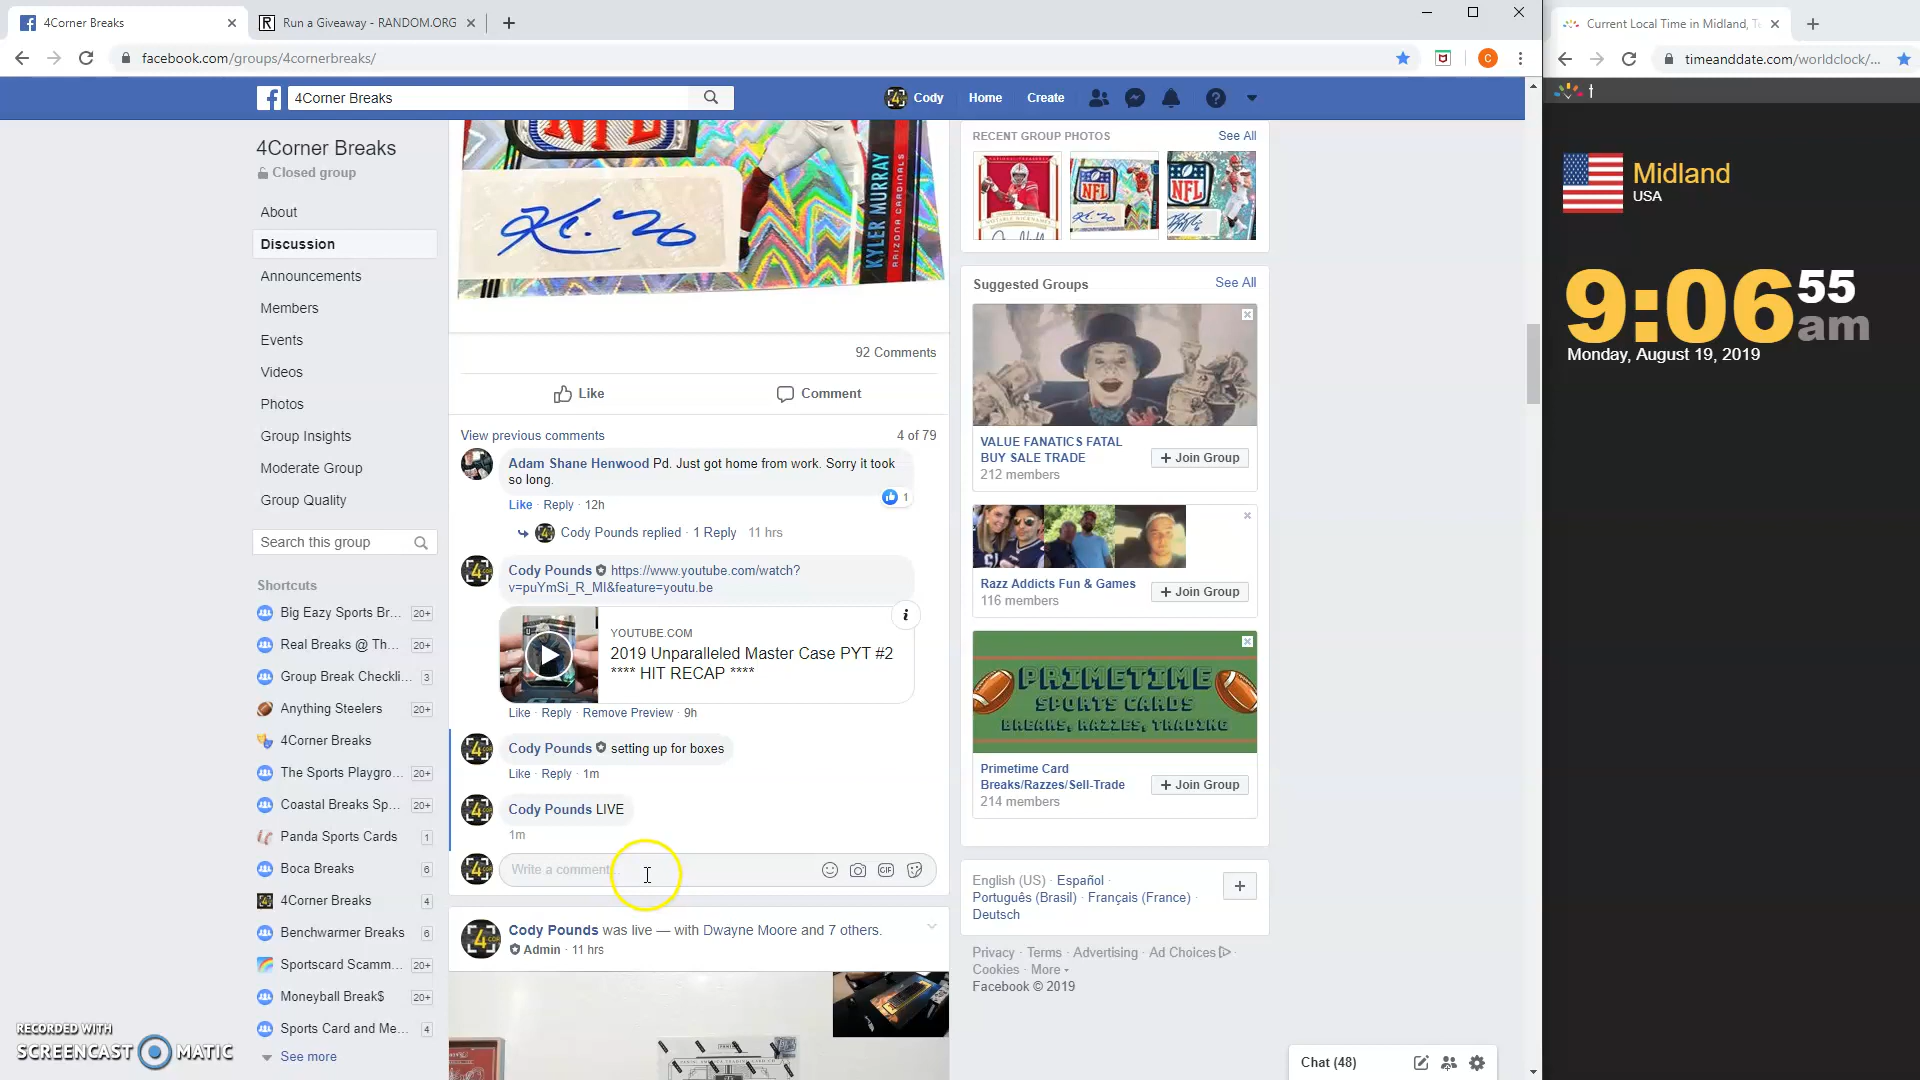 4Corner Breaks
Run a Giveaway - RANDOM.ORG
facebook.com/groups/4cornerbreaks/
4Corner Breaks
Cody
Home
Create
4Corner Breaks
Closed group
About
Discussion
Announcements
Members
Events
Videos
Photos
Group Insights
Moderate Group
Group Quality
Search this group
Shortcuts
Big Eazy Sports Br... 20+
Real Breaks @ Th... 20+
Group Break Checkli... 3
Anything Steelers 20+
4Corner Breaks
The Sports Playgro... 20+
Coastal Breaks Sp... 20+
Panda Sports Cards 1
Boca Breaks 6
4Corner Breaks 4
Benchwarmer Breaks 6
Sportscard Scamm... 20+
Moneyball Break$ 20+
Sports Card and Me... 4
See more
RECORDED WITH
SCREENCAST MATIC
NFL
KYLER MURRAY
ARIZONA CARDINALS
92 Comments
Like
Comment
View previous comments
4 of 79
Adam Shane Henwood Pd. Just got home from work. Sorry it took
so long.
1
Like · Reply · 12h
Cody Pounds replied · 1 Reply 11 hrs
Cody Pounds https://www.youtube.com/watch?
v=puYmSi_R_MI&feature=youtu.be
YOUTUBE.COM
2019 Unparalleled Master Case PYT #2
**** HIT RECAP ****
Like · Reply · Remove Preview · 9h
Cody Pounds setting up for boxes
Like · Reply · 1m
Cody Pounds LIVE
1m
Write a comment...
GIF
Cody Pounds was live — with Dwayne Moore and 7 others.
Admin · 11 hrs
RECENT GROUP PHOTOS
See All
NFL
NFL
Suggested Groups
See All
VALUE FANATICS FATAL
BUY SALE TRADE
212 members
+ Join Group
Razz Addicts Fun & Games
116 members
+ Join Group
PRIMETIME
SPORTS CARDS
BREAKS, RAZZES, TRADING
Primetime Card
Breaks/Razzes/Sell-Trade
214 members
+ Join Group
English (US) · Español ·
Português (Brasil) · Français (France) ·
Deutsch
Privacy · Terms · Advertising · Ad Choices ·
Cookies · More
Facebook © 2019
Chat (48)
Current Local Time in Midland, Te
timeanddate.com/worldclock/...
t
Midland
USA
9:06 55
am
Monday, August 19, 2019